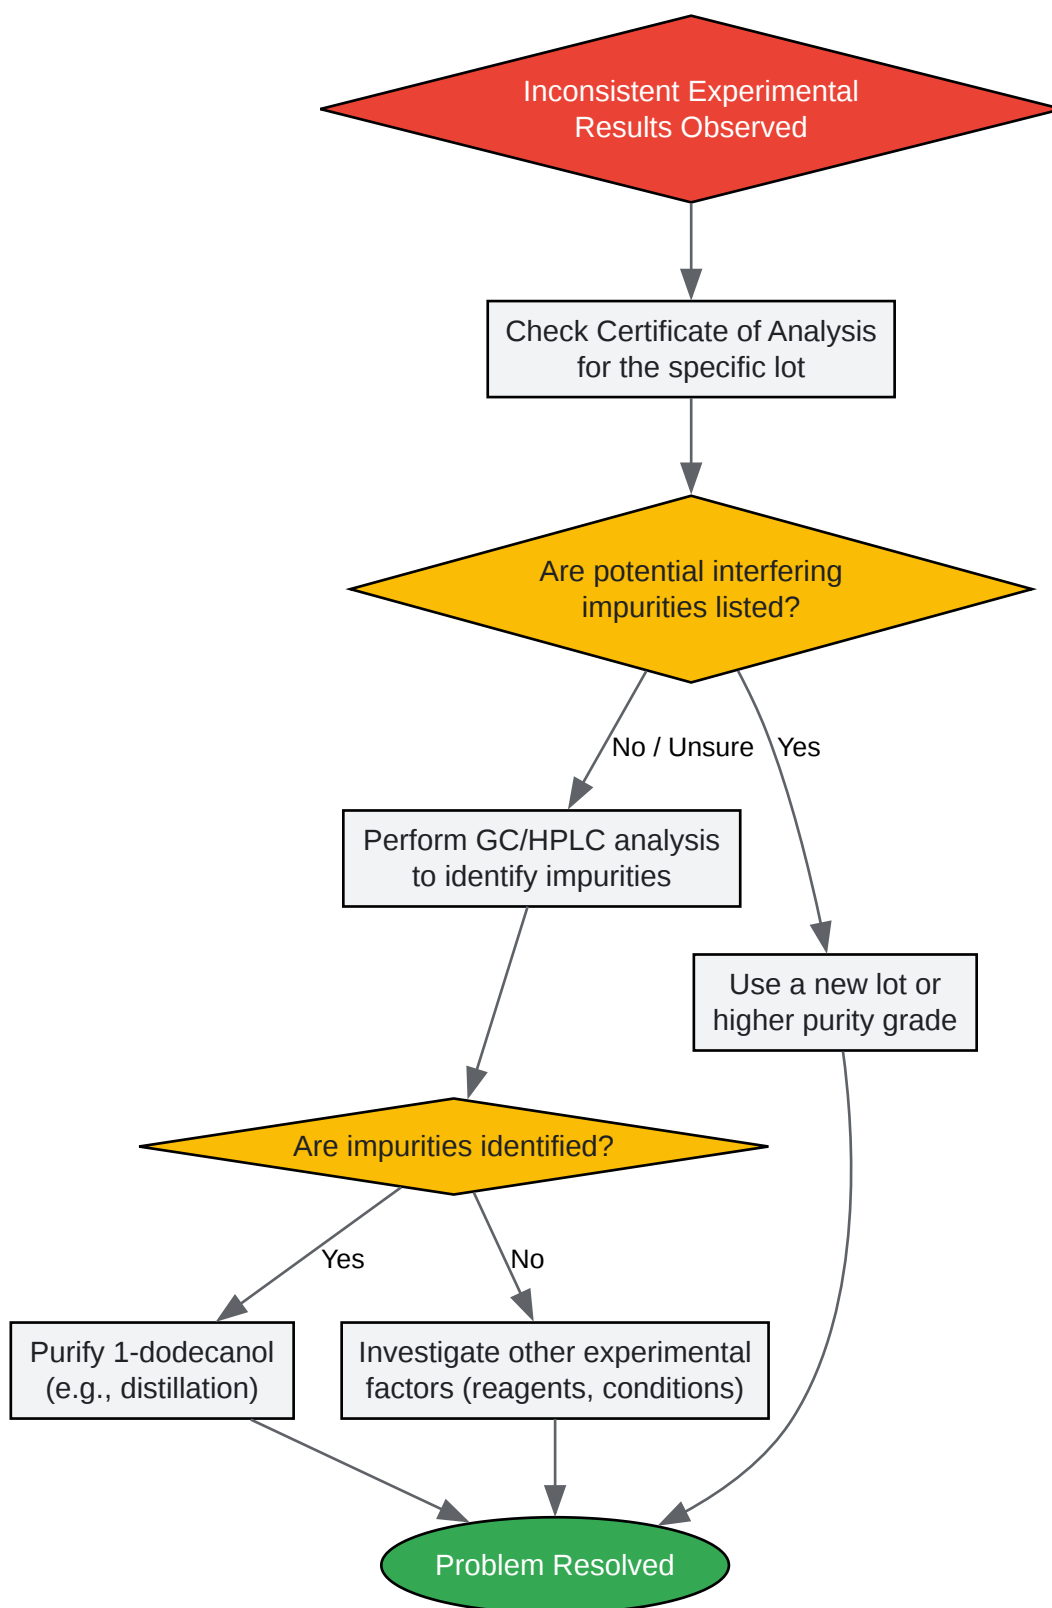 Inconsistent Experimental
Results Observed
Check Certificate of Analysis
for the specific lot
Are potential interfering
impurities listed?
No / Unsure
Yes
Perform GC/HPLC analysis
to identify impurities
Use a new lot or
higher purity grade
Are impurities identified?
Yes
No
Purify 1-dodecanol
(e.g., distillation)
Investigate other experimental
factors (reagents, conditions)
Problem Resolved